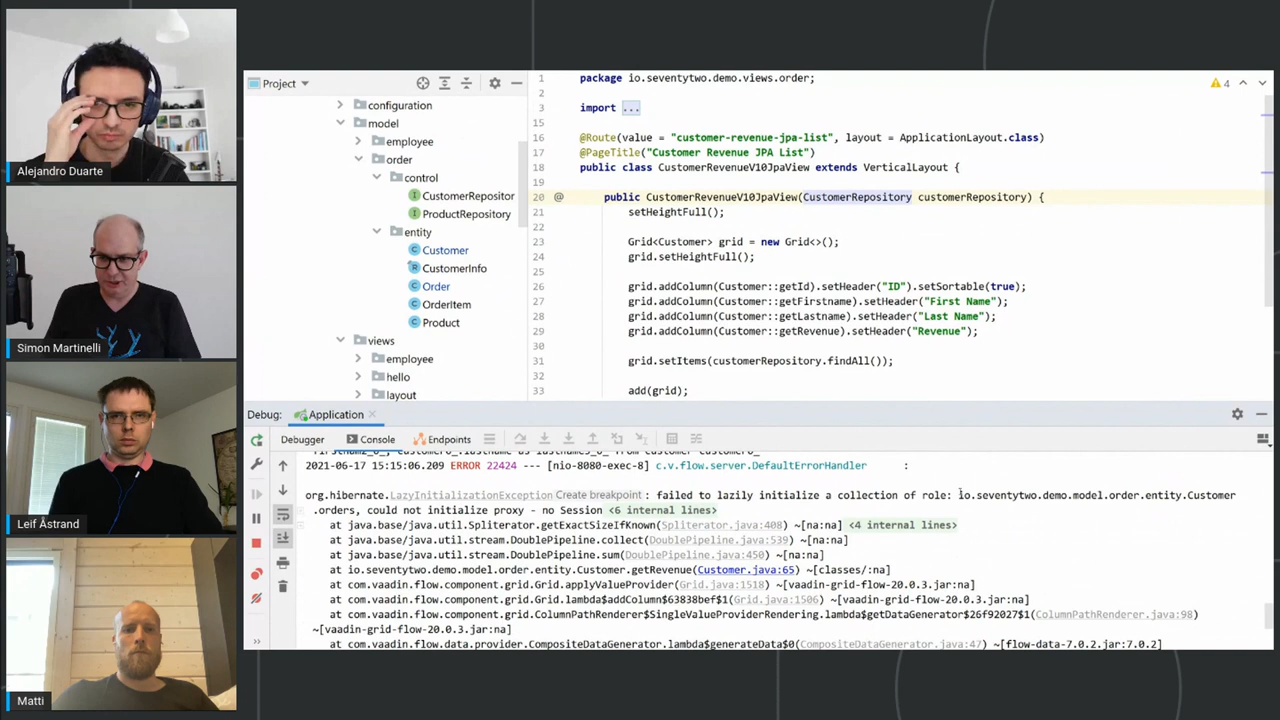 Alejandro Duarte
Simon Martinelli
Leif Åstrand
Matti
Project
configuration
model
employee
order
control
CustomerRepositor
ProductRepository
entity
Customer
CustomerInfo
Order
OrderItem
Product
views
employee
hello
layout
4
1 package io.seventytwo.demo.views.order;
2
3 import ...
15
16 @Route(value = "customer-revenue-jpa-list", layout = ApplicationLayout.class)
17 @PageTitle("Customer Revenue JPA List")
18 public class CustomerRevenueV10JpaView extends VerticalLayout {
19
20 @ public CustomerRevenueV10JpaView(CustomerRepository customerRepository) {
21 setHeightFull();
22
23 Grid<Customer> grid = new Grid<>();
24 grid.setHeightFull();
25
26 grid.addColumn(Customer::getId).setHeader("ID").setSortable(true);
27 grid.addColumn(Customer::getFirstname).setHeader("First Name");
28 grid.addColumn(Customer::getLastname).setHeader("Last Name");
29 grid.addColumn(Customer::getRevenue).setHeader("Revenue");
30
31 grid.setItems(customerRepository.findAll());
32
33 add(grid);
Debug: Application
Debugger Console Endpoints
2021-06-17 15:15:06.209 ERROR 22424 --- [nio-8080-exec-8] c.v.flow.server.DefaultErrorHandler :
org.hibernate.LazyInitializationException Create breakpoint : failed to lazily initialize a collection of role: io.seventytwo.demo.model.order.entity.Customer
.orders, could not initialize proxy - no Session <6 internal lines>
at java.base/java.util.Spliterator.getExactSizeIfKnown(Spliterator.java:408) ~[na:na] <4 internal lines>
at java.base/java.util.stream.DoublePipeline.collect(DoublePipeline.java:539) ~[na:na]
at java.base/java.util.stream.DoublePipeline.sum(DoublePipeline.java:450) ~[na:na]
at io.seventytwo.demo.model.order.entity.Customer.getRevenue(Customer.java:65) ~[classes/:na]
at com.vaadin.flow.component.grid.Grid.applyValueProvider(Grid.java:1518) ~[vaadin-grid-flow-20.0.3.jar:na]
at com.vaadin.flow.component.grid.Grid.lambda$addColumn$63838bef$1(Grid.java:1506) ~[vaadin-grid-flow-20.0.3.jar:na]
at com.vaadin.flow.component.grid.ColumnPathRenderer$SingleValueProviderRendering.lambda$getDataGenerator$26f92027$1(ColumnPathRenderer.java:98)
~[vaadin-grid-flow-20.0.3.jar:na]
at com.vaadin.flow.data.provider.CompositeDataGenerator.lambda$generateData$0(CompositeDataGenerator.java:47) ~[flow-data-7.0.2.jar:7.0.2]